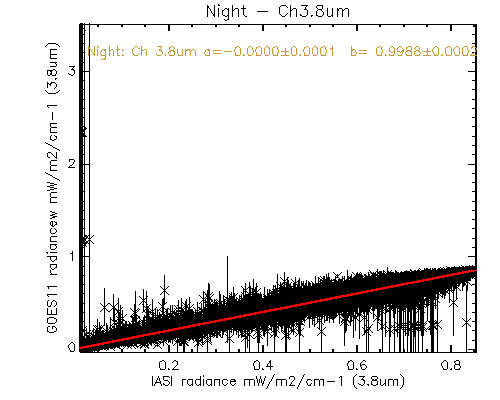 Night − Ch3.8um
Night: Ch 3.8um a=−0.0000±0.0001 b= 0.9988±0.0003
3
2
1
0
GOES11 radiancew mW/m2/cm−1 (3.8um)
0.2 0.4 0.6 0.8
IASI radiance mW/m2/cm−1 (3.8um)